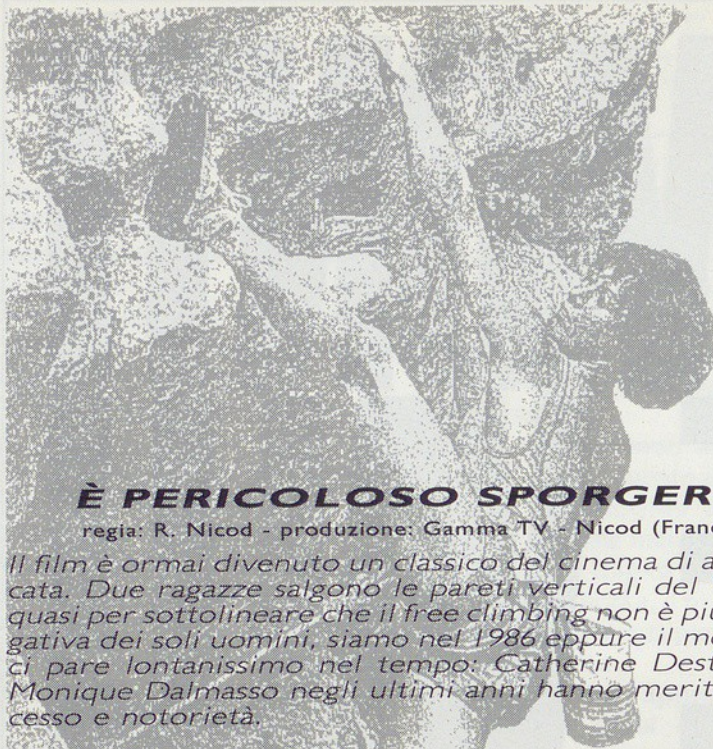 È PERICOLOSO SPORGER
regia: R. Nicod - produzione: Gamma TV - Nicod (Franc
Il film è ormai divenuto un classico del cinema di a
cata. Due ragazze salgono le pareti verticali del
quasi per sottolineare che il free climbing non è più
gativa dei soli uomini, siamo nel 1986 eppure il mo
ci pare lontanissimo nel tempo: Catherine Dest
Monique Dalmasso negli ultimi anni hanno merit
cesso e notorietà.